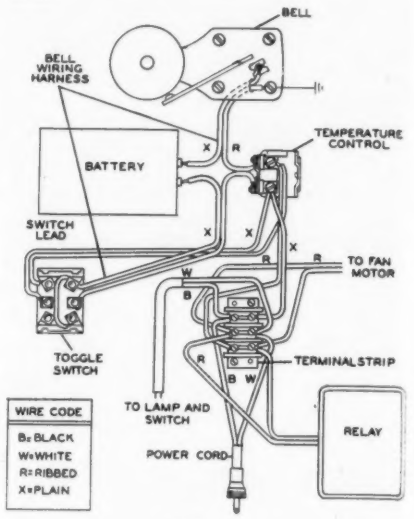 BELL
BELL
WIRING
HARNESS
X
R
TEMPERATURE
CONTROL
BATTERY
SWITCH
LEAD
X
X
X
W
R
R
TO FAN
MOTOR
B
R
TOGGLE
SWITCH
B W
TERMINAL STRIP
TO LAMP AND
SWITCH
WIRE CODE
B=BLACK
W=WHITE
R=RIBBED
X=PLAIN
POWER CORD
RELAY